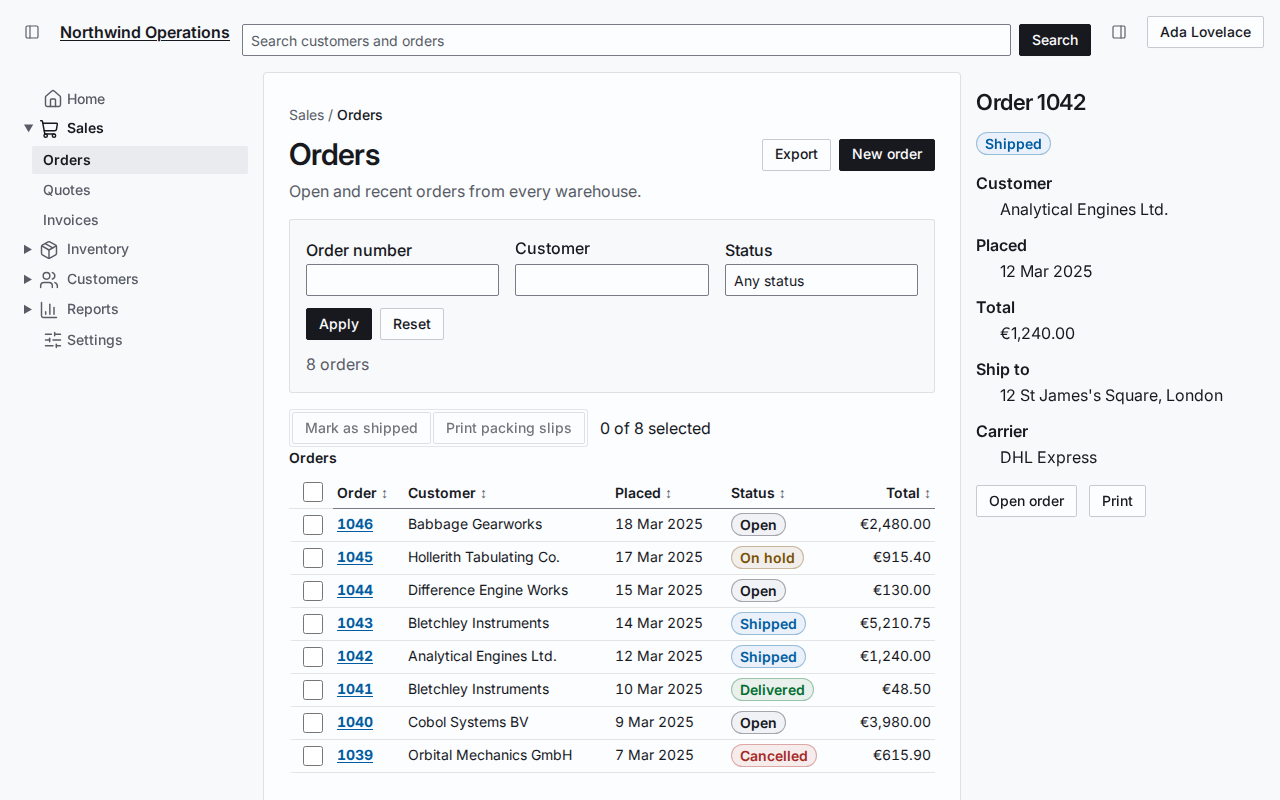 Northwind Operations
Search customers and orders
Search
Ada Lovelace
Home
Sales
Orders
Quotes
Invoices
Inventory
Customers
Reports
Settings
Sales / Orders
Orders
Export
New order
Open and recent orders from every warehouse.
Order number
Customer
Status
Any status
Apply
Reset
8 orders
Mark as shipped
Print packing slips
0 of 8 selected
Orders
Order ↕ Customer ↕ Placed ↕ Status ↕ Total ↕
1046 Babbage Gearworks 18 Mar 2025 Open €2,480.00
1045 Hollerith Tabulating Co. 17 Mar 2025 On hold €915.40
1044 Difference Engine Works 15 Mar 2025 Open €130.00
1043 Bletchley Instruments 14 Mar 2025 Shipped €5,210.75
1042 Analytical Engines Ltd. 12 Mar 2025 Shipped €1,240.00
1041 Bletchley Instruments 10 Mar 2025 Delivered €48.50
1040 Cobol Systems BV 9 Mar 2025 Open €3,980.00
1039 Orbital Mechanics GmbH 7 Mar 2025 Cancelled €615.90
Order 1042
Shipped
Customer
Analytical Engines Ltd.
Placed
12 Mar 2025
Total
€1,240.00
Ship to
12 St James's Square, London
Carrier
DHL Express
Open order
Print